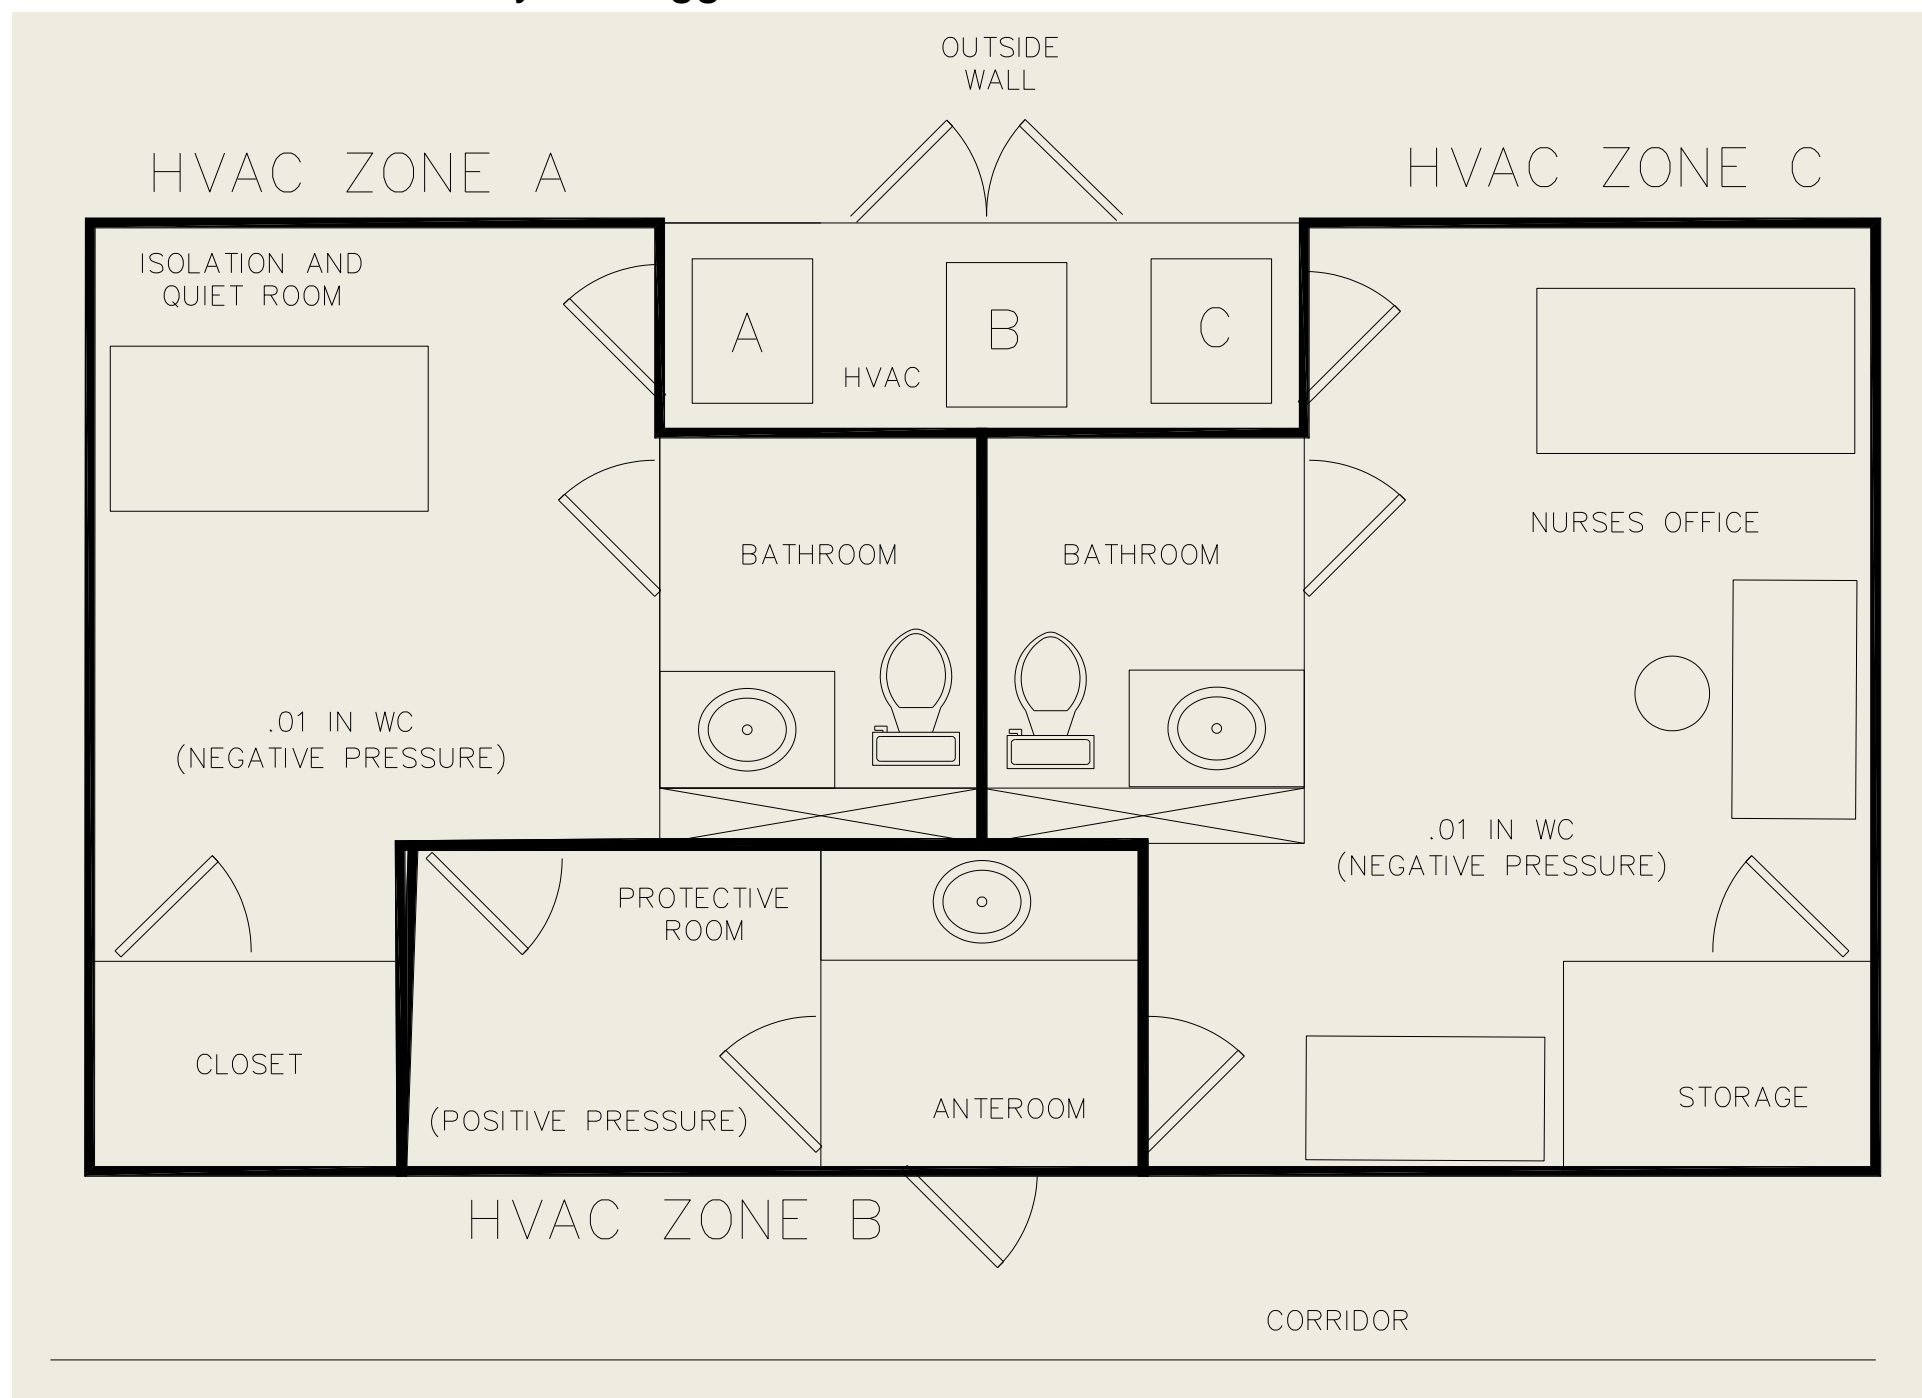 OUTSIDE
WALL
HVAC ZONE A
HVAC ZONE C
ISOLATION AND
QUIET ROOM
A
B
C
HVAC
NURSES OFFICE
BATHROOM
BATHROOM
.01 IN WC
(NEGATIVE PRESSURE)
.01 IN WC
(NEGATIVE PRESSURE)
PROTECTIVE
ROOM
CLOSET
(POSITIVE PRESSURE)
ANTEROOM
STORAGE
HVAC ZONE B
CORRIDOR